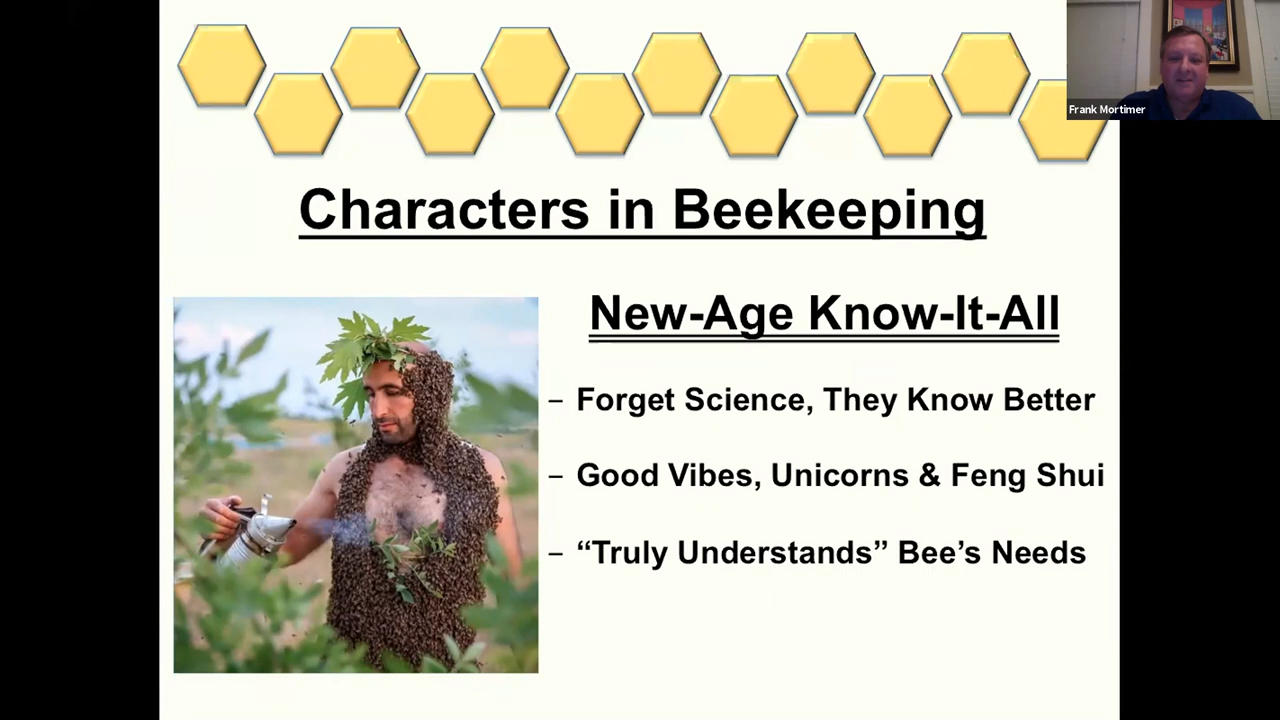 Frank Mortimer
Characters in Beekeeping
New-Age Know-It-All
– Forget Science, They Know Better
– Good Vibes, Unicorns & Feng Shui
– “Truly Understands” Bee’s Needs